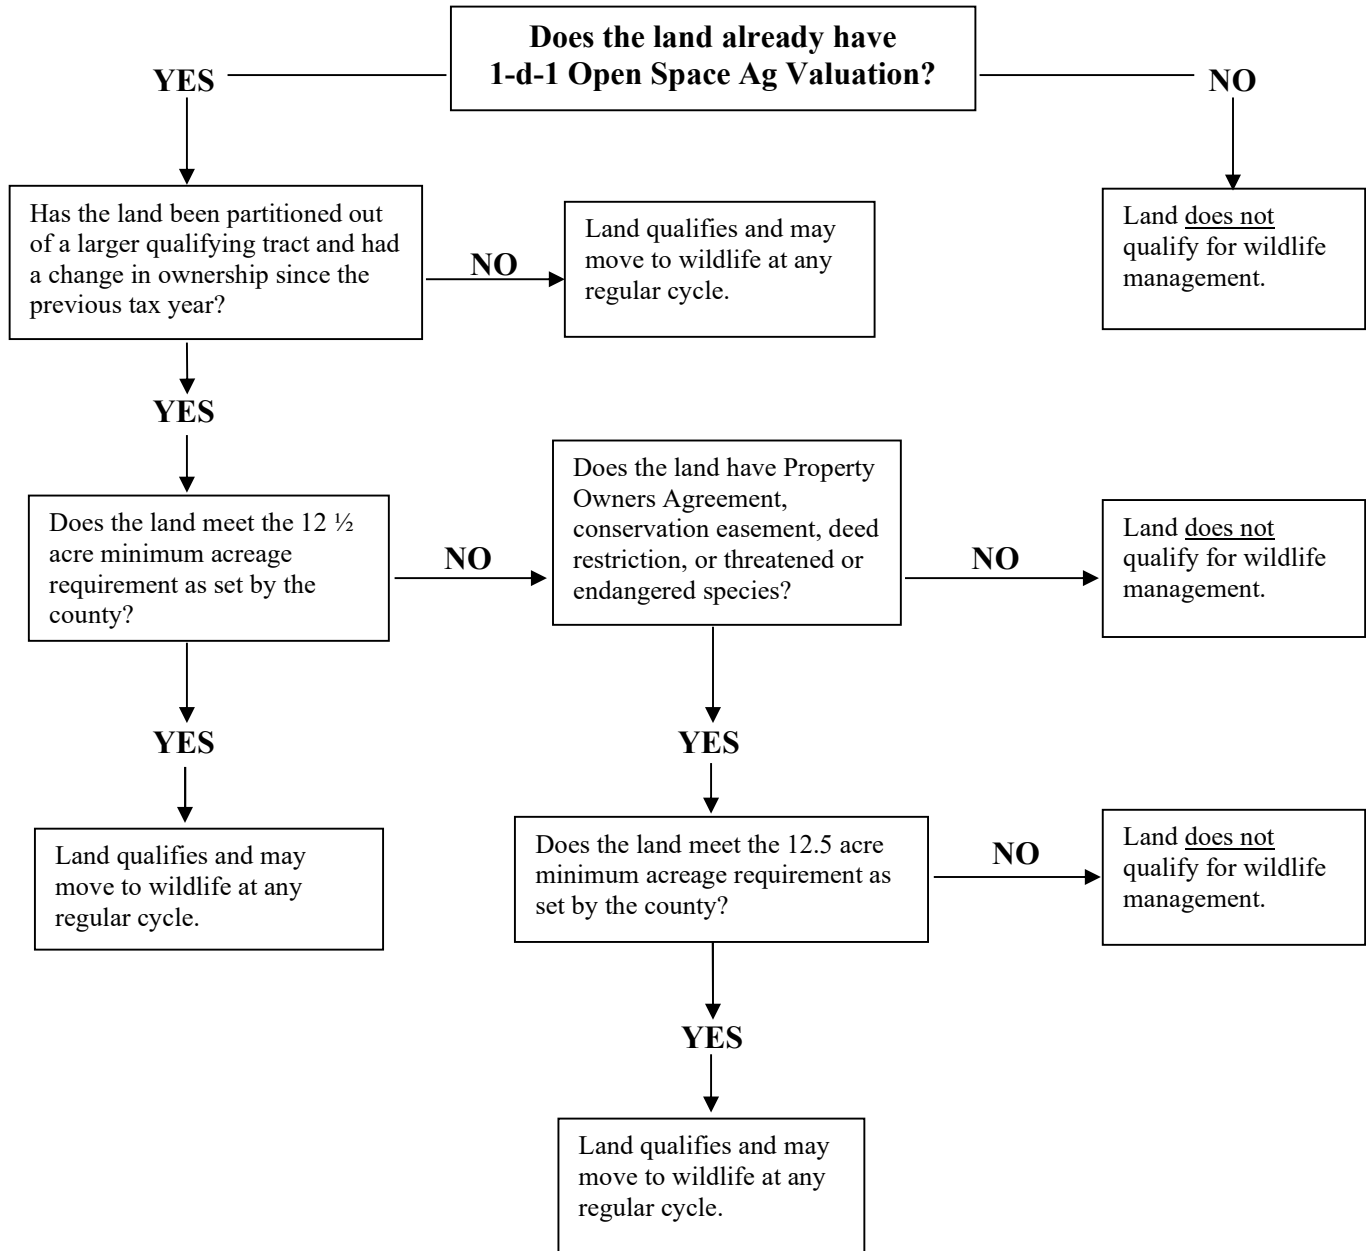 Does the land already have
1-d-1 Open Space Ag Valuation?
YES
NO
Has the land been partitioned out
of a larger qualifying tract and had
a change in ownership since the
previous tax year?
NO
Land qualifies and may
move to wildlife at any
regular cycle.
Land does not
qualify for wildlife
management.
YES
Does the land meet the 12 ½
acre minimum acreage
requirement as set by the
county?
NO
Does the land have Property
Owners Agreement,
conservation easement, deed
restriction, or threatened or
endangered species?
NO
Land does not
qualify for wildlife
management.
YES
YES
Land qualifies and may
move to wildlife at any
regular cycle.
Does the land meet the 12.5 acre
minimum acreage requirement as
set by the county?
NO
Land does not
qualify for wildlife
management.
YES
Land qualifies and may
move to wildlife at any
regular cycle.